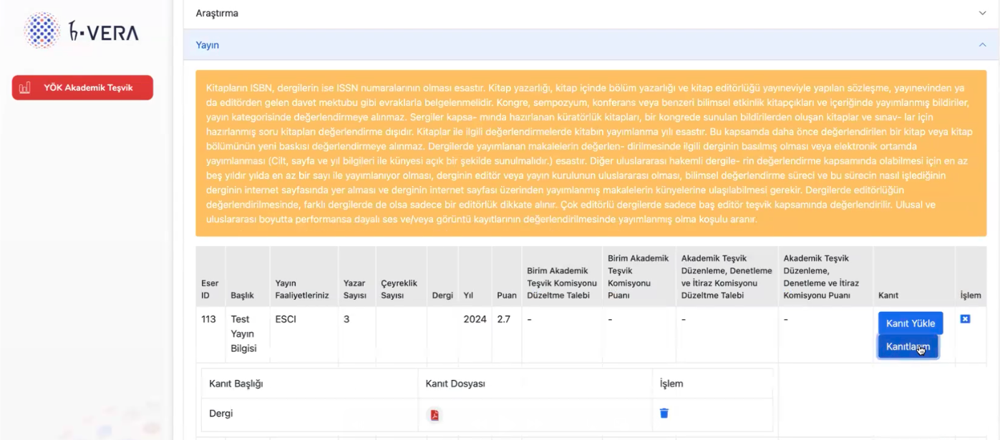 Araştırma
ƕ·VERA
Yayın
YÖK Akademik Teşvik
Kitapların ISBN, dergilerin ise ISSN numaralarının olması esastır. Kitap yazarlığı, kitap içinde bölüm yazarlığı ve kitap editörlüğü yayıneviyle yapılan sözleşme, yayınevinden ya
da editörden gelen davet mektubu gibi evraklarla belgelenmelidir. Kongre, sempozyum, konferans veya benzeri bilimsel etkinlik kitapçıkları ve içeriğinde yayımlanmış bildiriler,
yayın kategorisinde değerlendirmeye alınmaz. Sergiler kapsa- mında hazırlanan küratörlük kitapları, bir kongrede sunulan bildirilerden oluşan kitaplar ve sınav- lar için
hazırlanmış soru kitapları değerlendirme dışıdır. Kitaplar ile ilgili değerlendirmelerde kitabın yayımlanma yılı esastır. Bu kapsamda daha önce değerlendirilen bir kitap veya kitap
bölümünün yeni baskısı değerlendirmeye alınmaz. Dergilerde yayımlanan makalelerin değerlen- dirilmesinde ilgili derginin basılmış olması veya elektronik ortamda
yayımlanması (Cilt, sayfa ve yıl bilgileri ile künyesi açık bir şekilde sunulmalıdır.) esastır. Diğer uluslararası hakemli dergile- rin değerlendirme kapsamında olabilmesi için en az
beş yıldır yılda en az bir sayı ile yayımlanıyor olması, derginin editör veya yayın kurulunun uluslararası olması, bilimsel değerlendirme süreci ve bu sürecin nasıl işlediğinin
derginin internet sayfasında yer alması ve derginin internet sayfası üzerinden yayımlanmış makalelerin künyelerine ulaşılabilmesi gerekir. Dergilerde editörlüğün
değerlendirilmesinde, farklı dergilerde de olsa sadece bir editörlük dikkate alınır. Çok editörlü dergilerde sadece baş editör teşvik kapsamında değerlendirilir. Ulusal ve
uluslararası boyutta performansa dayalı ses ve/veya görüntü kayıtlarının değerlendirilmesinde yayımlanmış olma koşulu aranır.
Eser ID
Başlık
Yayın Faaliyetleriniz
Yazar Sayısı
Çeyreklik Sayısı
Dergi
Yıl
Puan
Birim Akademik Teşvik Komisyonu Düzeltme Talebi
Birim Akademik Teşvik Komisyonu Puanı
Akademik Teşvik Düzenleme, Denetleme ve İtiraz Komisyonu Düzeltme Talebi
Akademik Teşvik Düzenleme, Denetleme ve İtiraz Komisyonu Puanı
Kanıt
İşlem
113
Test Yayın Bilgisi
ESCI
3
2024
2.7
-
-
-
-
Kanıt Yükle
Kanıtlarım
Kanıt Başlığı
Kanıt Dosyası
İşlem
Dergi